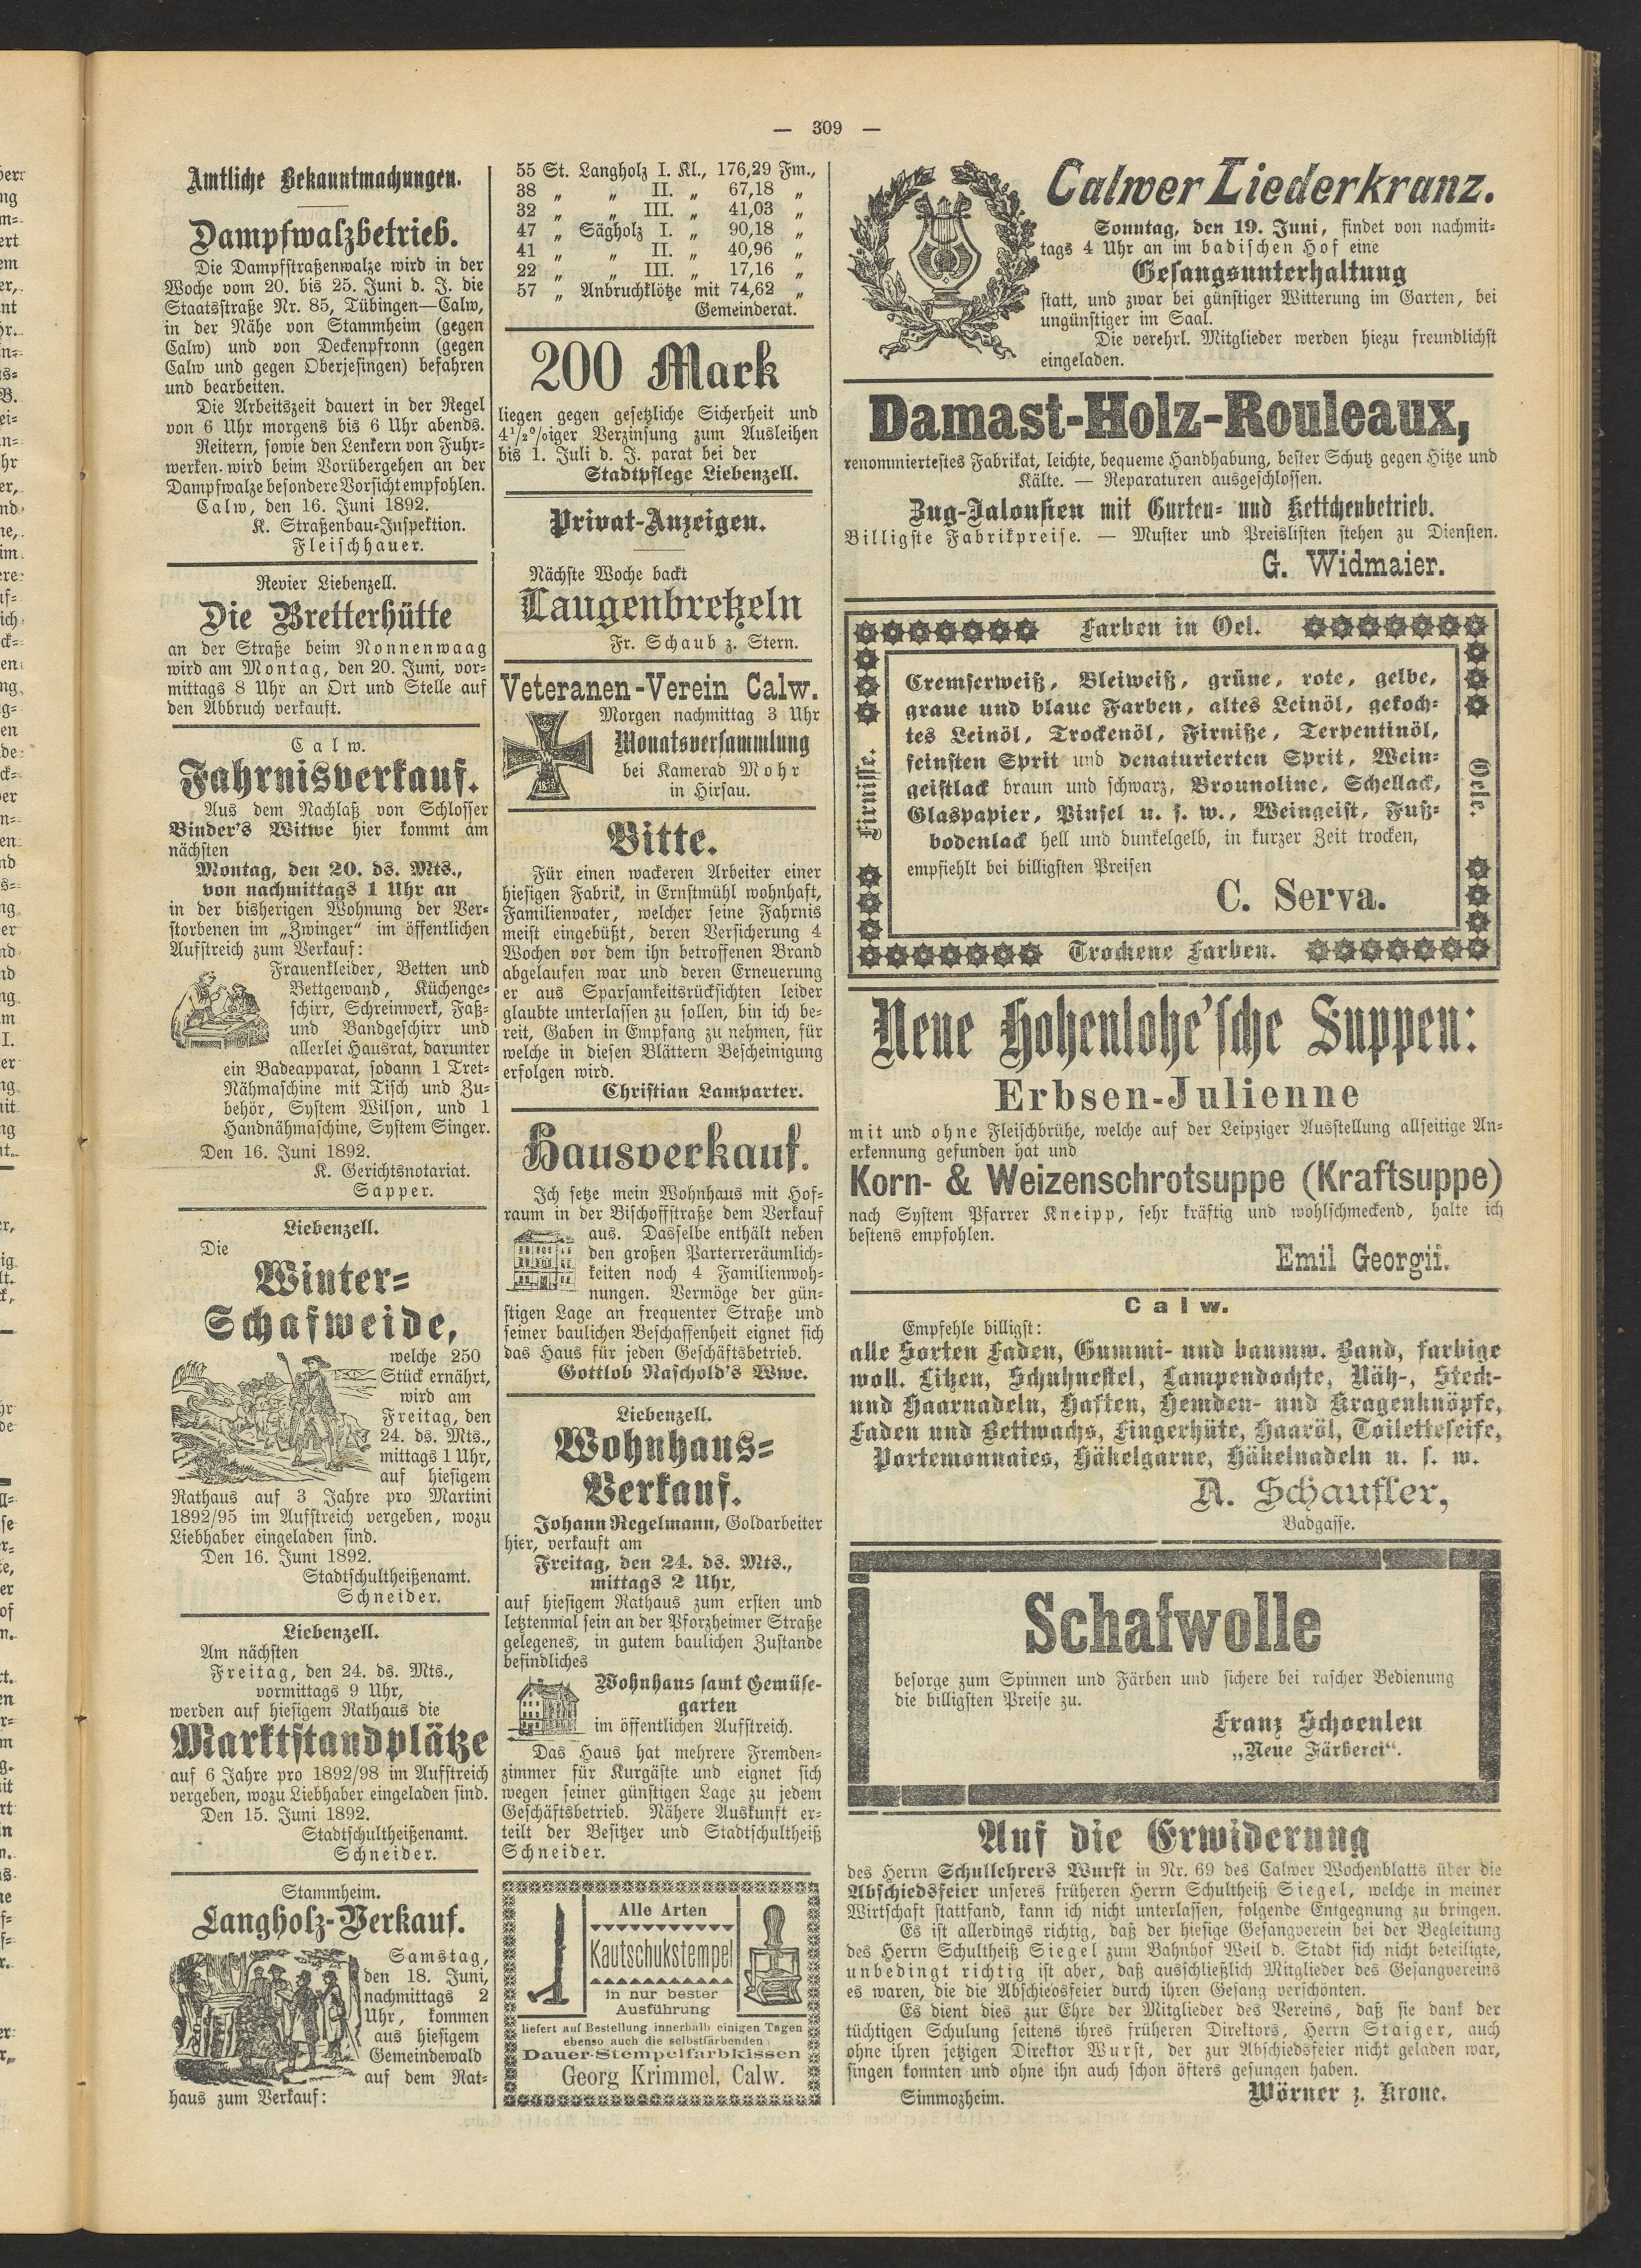 — 309 —
Amtliche Bekanntmachungen.
Dampfwalzbetrieb.
Die Dampfstraßenwalze wird in der
Woche vom 20. bis 25. Juni d. J. die
Staatsstraße Nr. 85, Tübingen—Calw,
in der Nähe von Stammheim (gegen
Calw) und von Deckenpfronn (gegen
Calw und gegen Oberjesingen) befahren
und bearbeiten.
Die Arbeitszeit dauert in der Regel
von 6 Uhr morgens bis 6 Uhr abends.
Reitern, sowie den Lenkern von Fuhr-
werken wird beim Vorübergehen an der
Dampfwalze besondere Vorsicht empfohlen.
Calw, den 16. Juni 1892.
K. Straßenbau-Inspektion.
Fleischhauer.
Revier Liebenzell.
Die Bretterhütte
an der Straße beim Nonnenwaag
wird am Montag, den 20. Juni, vor-
mittags 8 Uhr an Ort und Stelle auf
den Abbruch verkauft.
Calw.
Fahrnisverkauf.
Aus dem Nachlaß von Schlosser
Binder's Witwe hier kommt am
nächsten
Montag, den 20. ds. Mts.,
von nachmittags 1 Uhr an
in der bisherigen Wohnung der Ver-
storbenen im „Zwinger“ im öffentlichen
Aufstreich zum Verkauf:
Frauenkleider, Betten und
Bettgewand, Küchenge-
schirr, Schreinwerk, Faß-
und Bandgeschirr und
allerlei Hausrat, darunter
ein Badeapparat, sodann 1 Tret-
Nähmaschine mit Tisch und Zu-
behör, System Wilson, und 1
Handnähmaschine, System Singer.
Den 16. Juni 1892.
K. Gerichtsnotariat.
Sapper.
Liebenzell.
Die
Winter-
Schafweide,
welche 250
Stück ernährt,
wird am
Freitag, den
24. ds. Mts.,
mittags 1 Uhr,
auf hiesigem
Rathaus auf 3 Jahre pro Martini
1892/95 im Aufstreich vergeben, wozu
Liebhaber eingeladen sind.
Den 16. Juni 1892.
Stadtschultheißenamt.
Schneider.
Liebenzell.
Am nächsten
Freitag, den 24. ds. Mts.,
vormittags 9 Uhr,
werden auf hiesigem Rathaus die
Marktstandplätze
auf 6 Jahre pro 1892/98 im Aufstreich
vergeben, wozu Liebhaber eingeladen sind.
Den 15. Juni 1892.
Stadtschultheißenamt.
Schneider.
Stammheim.
Langholz-Verkauf.
Samstag,
den 18. Juni,
nachmittags 2
Uhr, kommen
aus hiesigem
Gemeindewald
auf dem Rat-
haus zum Verkauf:
55 St. Langholz I. Kl., 176,29 Fm.,
38 „ „ II. „ 67,18 „
32 „ „ III. „ 41,03 „
47 „ Sägholz I. „ 90,18 „
41 „ „ II. „ 40,96 „
22 „ „ III. „ 17,16 „
57 „ Anbruchklötze mit 74,62 „
Gemeinderat.
200 Mark
liegen gegen gesetzliche Sicherheit und
4½%iger Verzinsung zum Ausleihen
bis 1. Juli d. J. parat bei der
Stadtpflege Liebenzell.
Privat-Anzeigen.
Nächste Woche backt
Laugenbretzeln
Fr. Schaub z. Stern.
Veteranen-Verein Calw.
Morgen nachmittag 3 Uhr
Monatsversammlung
bei Kamerad Mohr
in Hirsau.
W
1870
Bitte.
Für einen wackeren Arbeiter einer
hiesigen Fabrik, in Ernstmühl wohnhaft,
Familienvater, welcher seine Fahrnis
meist eingebüßt, deren Versicherung 4
Wochen vor dem ihn betroffenen Brand
abgelaufen war und deren Erneuerung
er aus Sparsamkeitsrücksichten leider
glaubte unterlassen zu sollen, bin ich be-
reit, Gaben in Empfang zu nehmen, für
welche in diesen Blättern Bescheinigung
erfolgen wird.
Christian Lamparter.
Hausverkauf.
Ich setze mein Wohnhaus mit Hof-
raum in der Bischoffstraße dem Verkauf
aus. Dasselbe enthält neben
den großen Parterreräumlich-
keiten noch 4 Familienwoh-
nungen. Vermöge der gün-
stigen Lage an frequenter Straße und
seiner baulichen Beschaffenheit eignet sich
das Haus für jeden Geschäftsbetrieb.
Gottlob Naschold's Wwe.
Liebenzell.
Wohnhaus-
Verkauf.
Johann Regelmann, Goldarbeiter
hier, verkauft am
Freitag, den 24. ds. Mts.,
mittags 2 Uhr,
auf hiesigem Rathaus zum ersten und
letztenmal sein an der Pforzheimer Straße
gelegenes, in gutem baulichen Zustande
befindliches
Wohnhaus samt Gemüse-
garten
im öffentlichen Aufstreich.
Das Haus hat mehrere Fremden-
zimmer für Kurgäste und eignet sich
wegen seiner günstigen Lage zu jedem
Geschäftsbetrieb. Nähere Auskunft er-
teilt der Besitzer und Stadtschultheiß
Schneider.
Alle Arten
Kautschukstempel
in nur bester
Ausführung
liefert auf Bestellung innerhalb einigen Tagen
ebenso auch die selbstfärbenden
Dauer-Stempelfarbkissen
Georg Krimmel, Calw.
Calwer Liederkranz.
Sonntag, den 19. Juni, findet von nachmit-
tags 4 Uhr an im badischen Hof eine
Gesangsunterhaltung
statt, und zwar bei günstiger Witterung im Garten, bei
ungünstiger im Saal.
Die verehrl. Mitglieder werden hiezu freundlichst
eingeladen.
Damast-Holz-Rouleaux,
renommiertestes Fabrikat, leichte, bequeme Handhabung, bester Schutz gegen Hitze und
Kälte. — Reparaturen ausgeschlossen.
Zug-Jalousien mit Gurten- und Kettchenbetrieb.
Billigste Fabrikpreise. — Muster und Preislisten stehen zu Diensten.
G. Widmaier.
Farben in Oel.
Firnisse.
Oele.
Cremserweiß, Bleiweiß, grüne, rote, gelbe,
graue und blaue Farben, altes Leinöl, gekoch-
tes Leinöl, Trockenöl, Firniße, Terpentinöl,
feinsten Sprit und denaturierten Sprit, Wein-
geistlack braun und schwarz, Brounoline, Schellack,
Glaspapier, Pinsel u. s. w., Weingeist, Fuß-
bodenlack hell und dunkelgelb, in kurzer Zeit trocken,
empfiehlt bei billigsten Preisen
C. Serva.
Trockene Farben.
Neue Hohenlohe'sche Suppen:
Erbsen-Julienne
mit und ohne Fleischbrühe, welche auf der Leipziger Ausstellung allseitige An-
erkennung gefunden hat und
Korn- & Weizenschrotsuppe (Kraftsuppe)
nach System Pfarrer Kneipp, sehr kräftig und wohlschmeckend, halte ich
bestens empfohlen.
Emil Georgii.
Calw.
Empfehle billigst:
alle Sorten Faden, Gummi- und baumw. Band, farbige
woll. Litzen, Schuhnestel, Lampendochte, Näh-, Steck-
und Haarnadeln, Haften, Hemden- und Kragenknöpfe,
Faden und Bettwachs, Fingerhüte, Haaröl, Toiletteseife,
Portemonnaies, Häkelgarne, Häkelnadeln u. s. w.
A. Schaufler,
Badgasse.
Schafwolle
besorge zum Spinnen und Färben und sichere bei rascher Bedienung
die billigsten Preise zu.
Franz Schoenlen
„Neue Färberei“.
Auf die Erwiderung
des Herrn Schullehrers Wurst in Nr. 69 des Calwer Wochenblatts über die
Abschiedsfeier unseres früheren Herrn Schultheiß Siegel, welche in meiner
Wirtschaft stattfand, kann ich nicht unterlassen, folgende Entgegnung zu bringen.
Es ist allerdings richtig, daß der hiesige Gesangverein bei der Begleitung
des Herrn Schultheiß Siegel zum Bahnhof Weil d. Stadt sich nicht beteiligte,
unbedingt richtig ist aber, daß ausschließlich Mitglieder des Gesangvereins
es waren, die die Abschiedsfeier durch ihren Gesang verschönten.
Es dient dies zur Ehre der Mitglieder des Vereins, daß sie dank der
tüchtigen Schulung seitens ihres früheren Direktors, Herrn Staiger, auch
ohne ihren jetzigen Direktor Wurst, der zur Abschiedsfeier nicht geladen war,
singen konnten und ohne ihn auch schon öfters gesungen haben.
Simmozheim.
Wörner z. Krone.